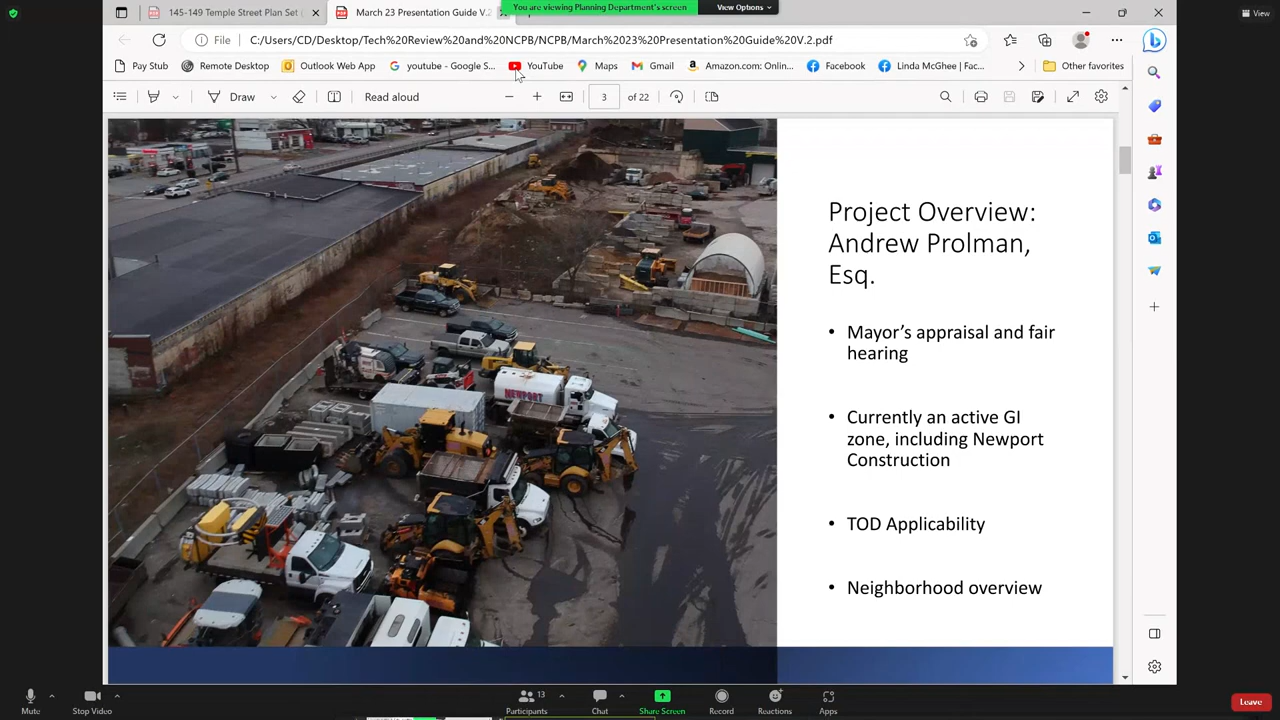 You are viewing Planning Department's screen
View Options
View
145-149 Temple Street Plan Set
March 23 Presentation Guide V.2
File
C:/Users/CD/Desktop/Tech%20Review%20and%20NCPB/NCPB/March%2023%20Presentation%20Guide%20V.2.pdf
Pay Stub
Remote Desktop
Outlook Web App
youtube - Google S...
YouTube
Maps
Gmail
Amazon.com: Onlin...
Facebook
Linda McGhee | Fac...
Other favorites
Draw
Read aloud
3 of 22
NEWPORT
Project Overview:
Andrew Prolman,
Esq.
• Mayor's appraisal and fair
hearing
• Currently an active GI
zone, including Newport
Construction
• TOD Applicability
• Neighborhood overview
Mute
Stop Video
13
Participants
Chat
Share Screen
Record
Reactions
Apps
Leave